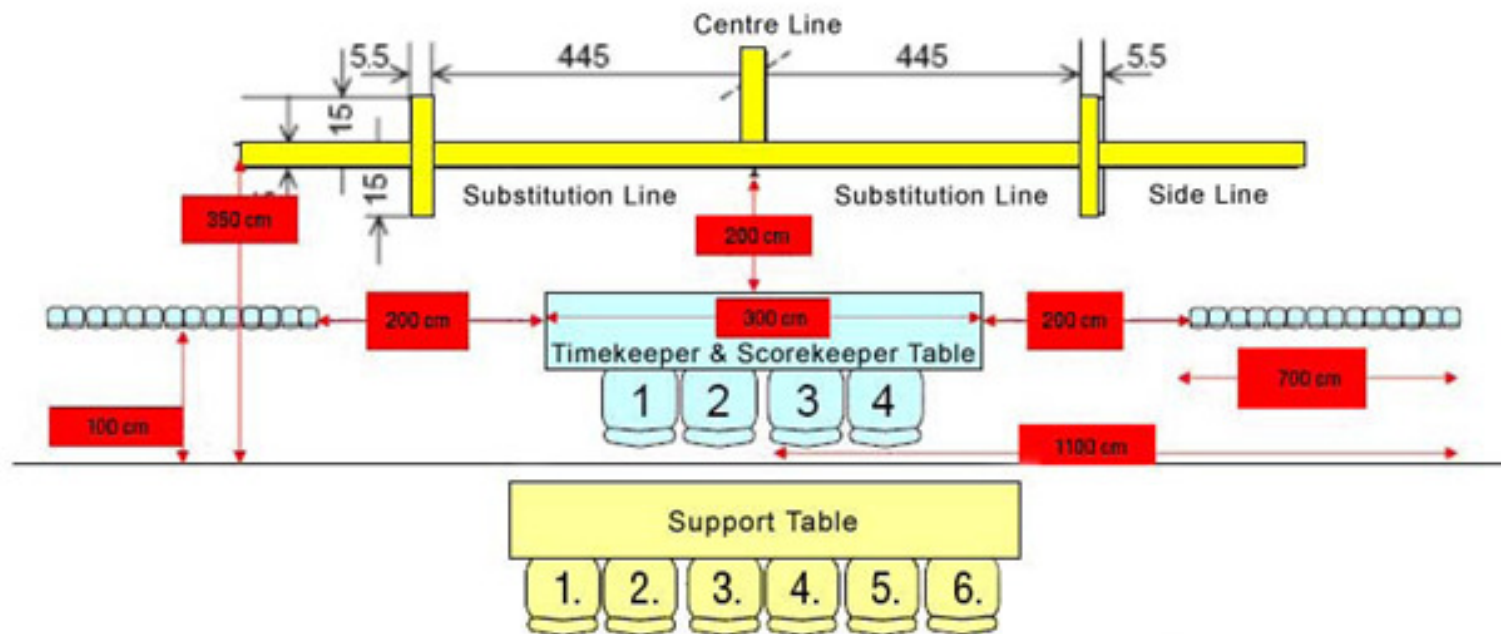 Centre Line
5.5
445
445
5.5
15
15
Substitution Line
Substitution Line
Side Line
350 cm
200 cm
200 cm
300 cm
200 cm
Timekeeper & Scorekeeper Table
700 cm
1 2 3 4
100 cm
1100 cm
Support Table
1. 2. 3. 4. 5. 6.